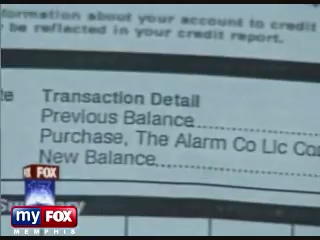 nformation about your account to credit
be reflected in your credit report.
Transaction Detail
Previous Balance
Purchase, The Alarm Co Llc Co
New Balance
FOX
my FOX
MEMPHIS